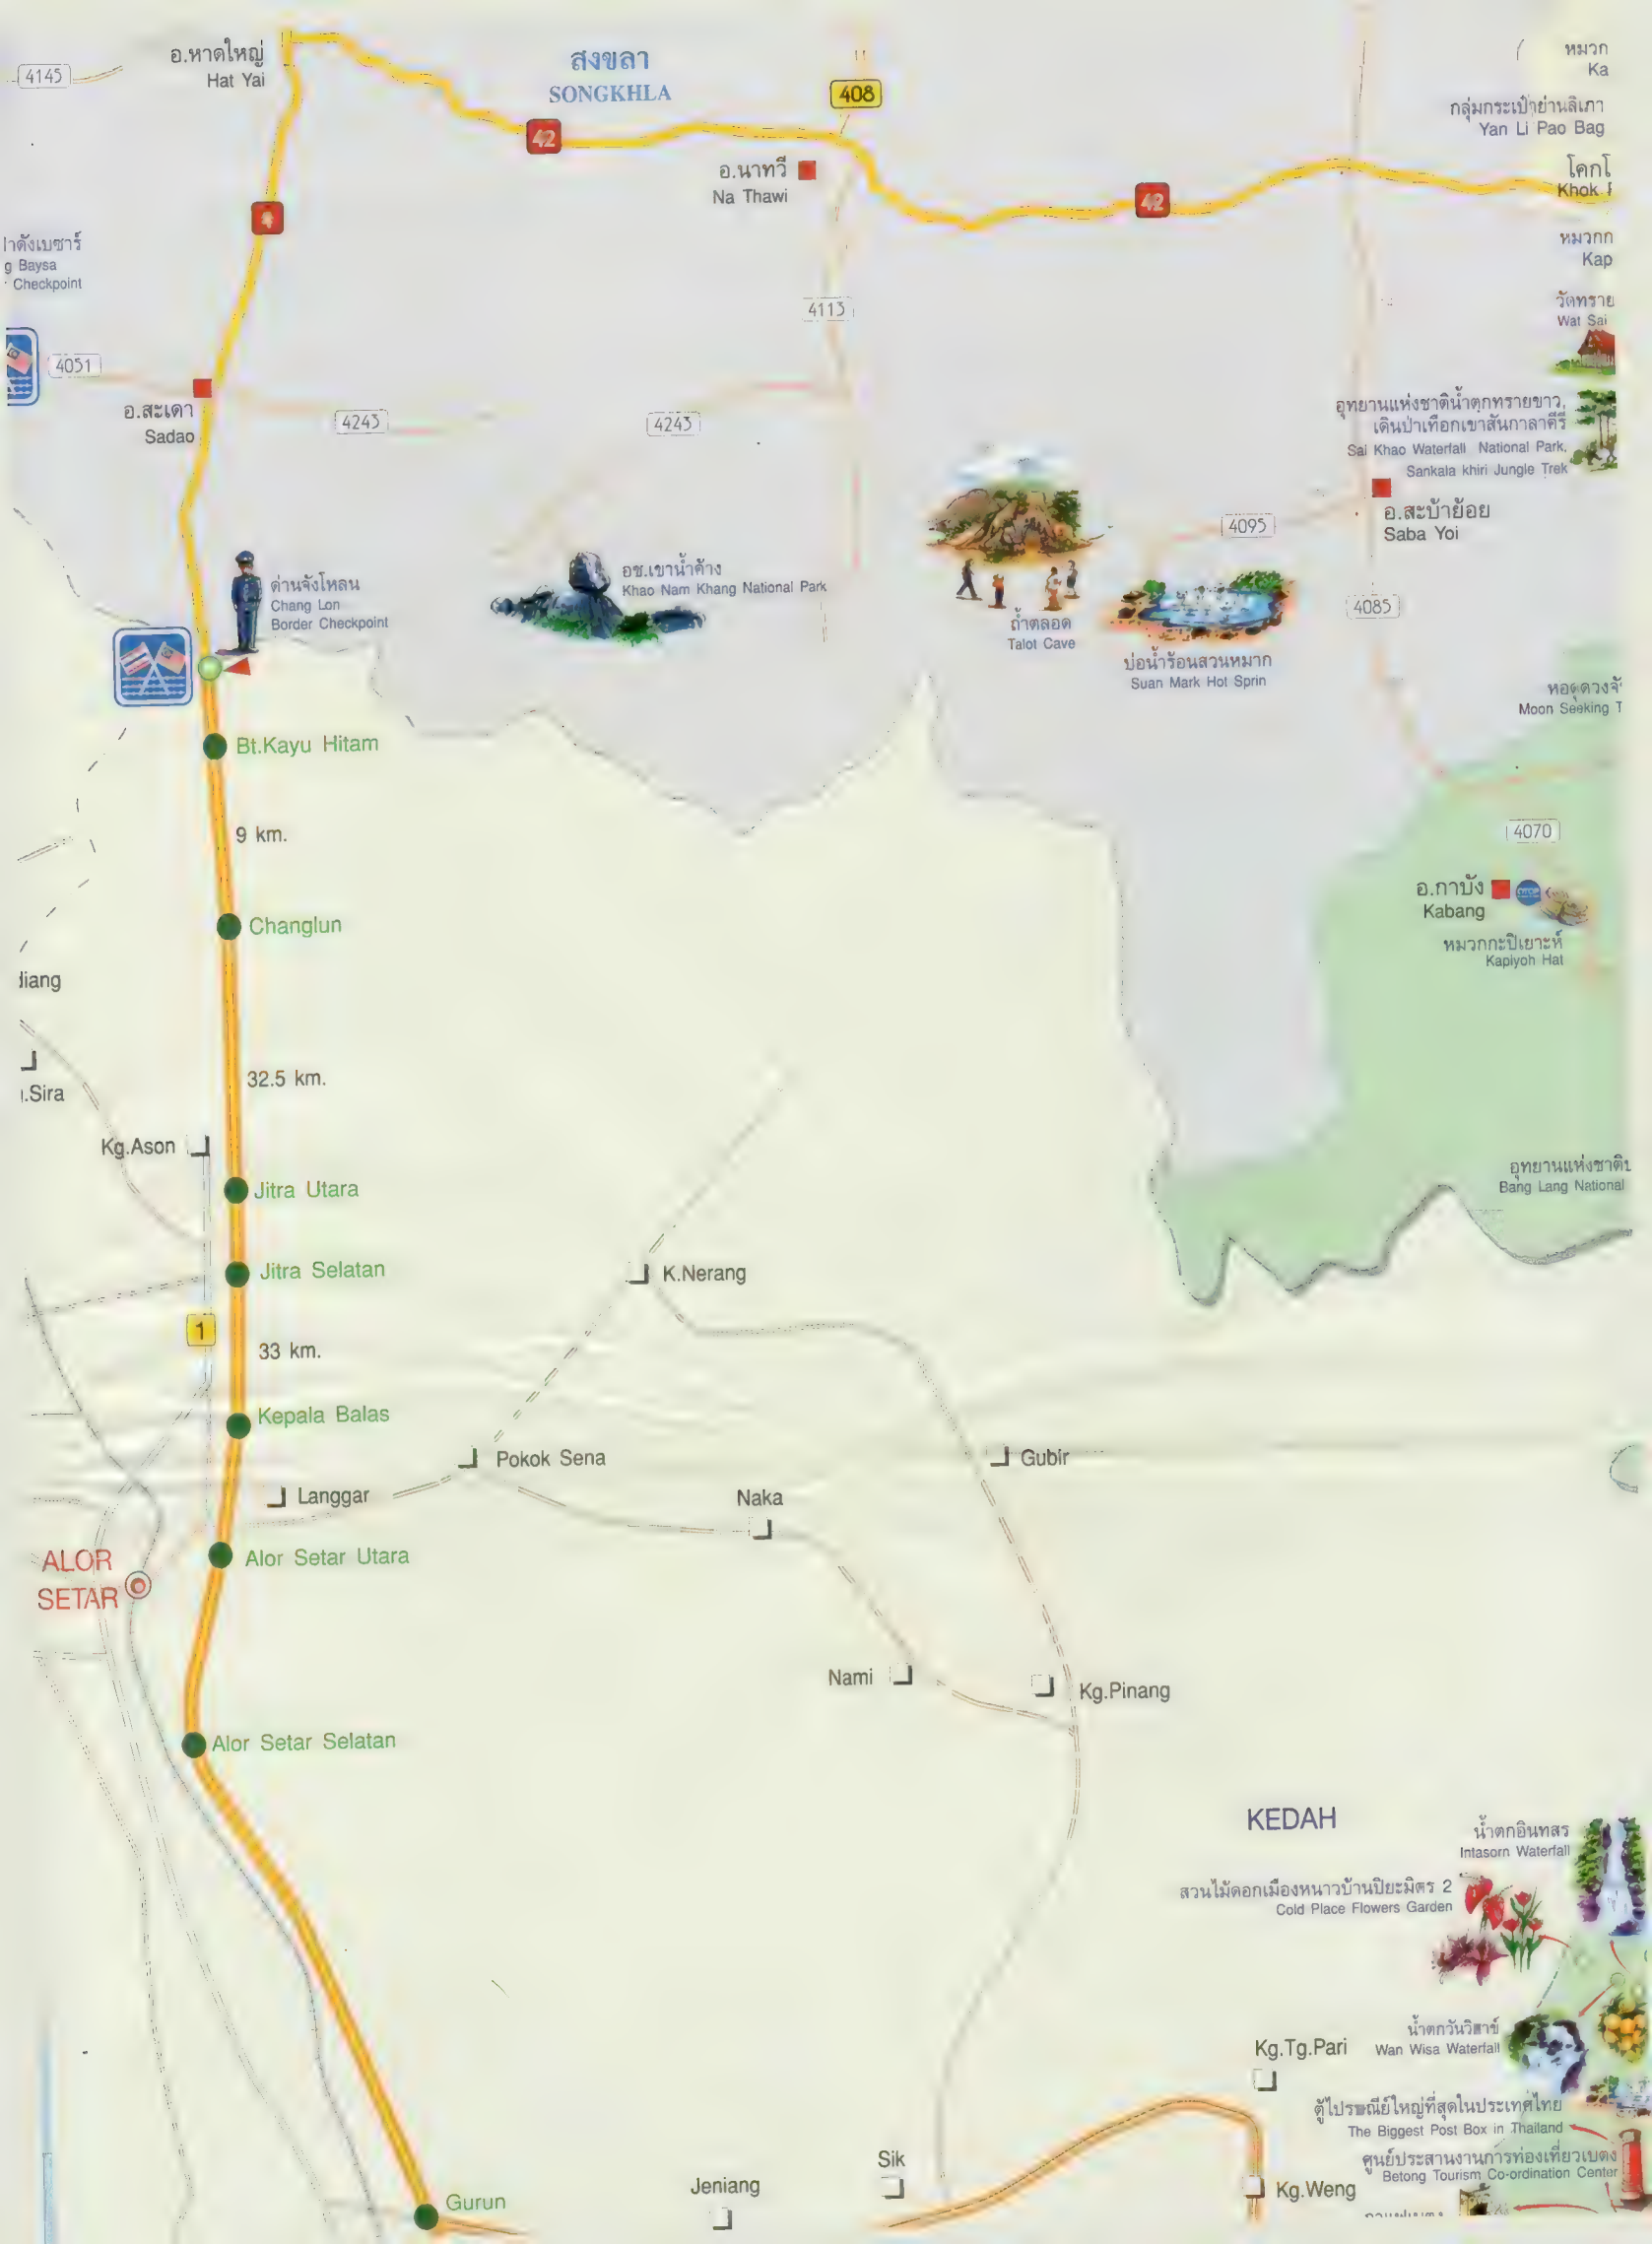 4145
อ.หาดใหญ่
Hat Yai
สงขลา
SONGKHLA
408
42
หมวก
Ka
กลุ่มกระเป๋าย่านลิเภา
Yan Li Pao Bag
อ.นาทวี
Na Thawi
42
โคกโ
Khok
4
หมวกก
Kap
าดังเบซาร์
g Baysa
Checkpoint
4113
วัดทราย
Wat Sai
4051
อ.สะเดา
Sadao
4243
4243
อุทยานแห่งชาติน้ำตกทรายขาว,
เดินป่าเทือกเขาสันกาลาคีรี
Sai Khao Waterfall National Park,
Sankala khiri Jungle Trek
อ.สะบ้าย้อย
Saba Yoi
4095
4085
ด่านจังโหลน
Chang Lon
Border Checkpoint
อช.เขาน้ำค้าง
Khao Nam Khang National Park
ถ้ำตลอด
Talot Cave
บ่อน้ำร้อนสวนหมาก
Suan Mark Hot Sprin
หอดูดวงจั
Moon Seeking T
Bt.Kayu Hitam
9 km.
4070
อ.กาบัง
Kabang
หมวกกะปิเยาะห์
Kapiyoh Hat
Changlun
liang
32.5 km.
.Sira
Kg.Ason
Jitra Utara
อุทยานแห่งชาติบ
Bang Lang National
Jitra Selatan
K.Nerang
1
33 km.
Kepala Balas
Pokok Sena
Gubir
Langgar
Naka
ALOR
SETAR
Alor Setar Utara
Nami
Kg.Pinang
Alor Setar Selatan
KEDAH
น้ำตกอินทสร
Intasorn Waterfall
สวนไม้ดอกเมืองหนาวบ้านปิยะมิตร 2
Cold Place Flowers Garden
น้ำตกวันวิสาข์
Wan Wisa Waterfall
Kg.Tg.Pari
ตู้ไปรษณีย์ใหญ่ที่สุดในประเทศไทย
The Biggest Post Box in Thailand
ศูนย์ประสานงานการท่องเที่ยวเบตง
Betong Tourism Co-ordination Center
Sik
Jeniang
Kg.Weng
Gurun